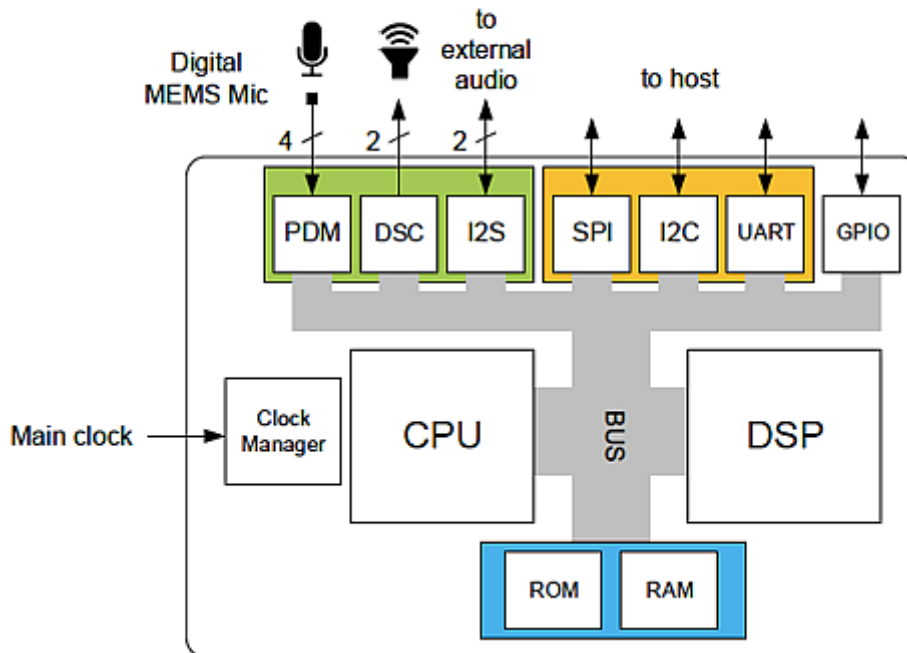 to
external
audio
Digital
MEMS Mic
to host
4
2
2
PDM
DSC
I2S
SPI
I2C
UART
GPIO
Main clock
Clock
Manager
CPU
BUS
DSP
ROM
RAM